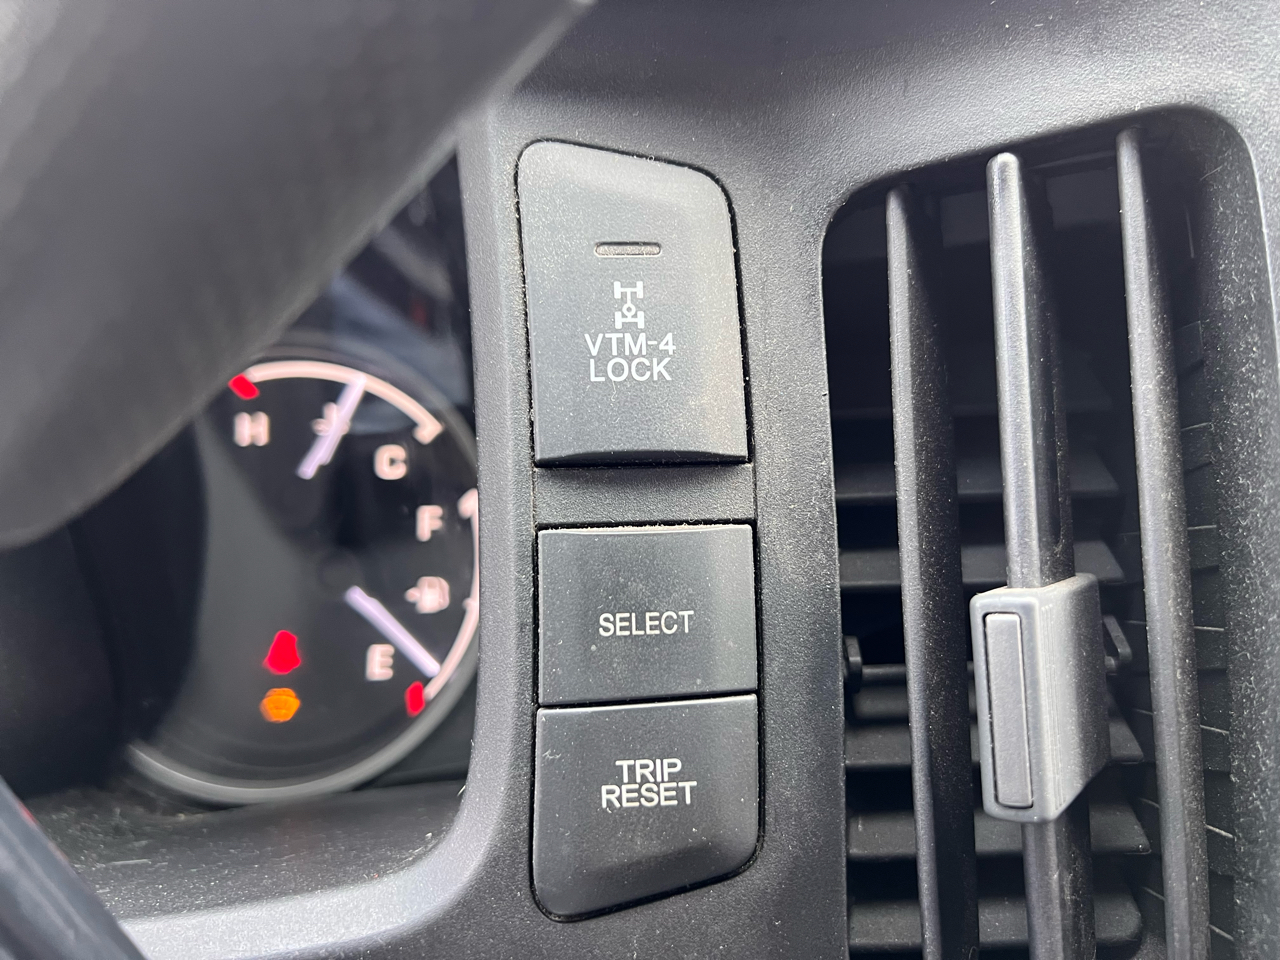 VTM-4
LOCK
SELECT
TRIP
RESET
H
C
F
E